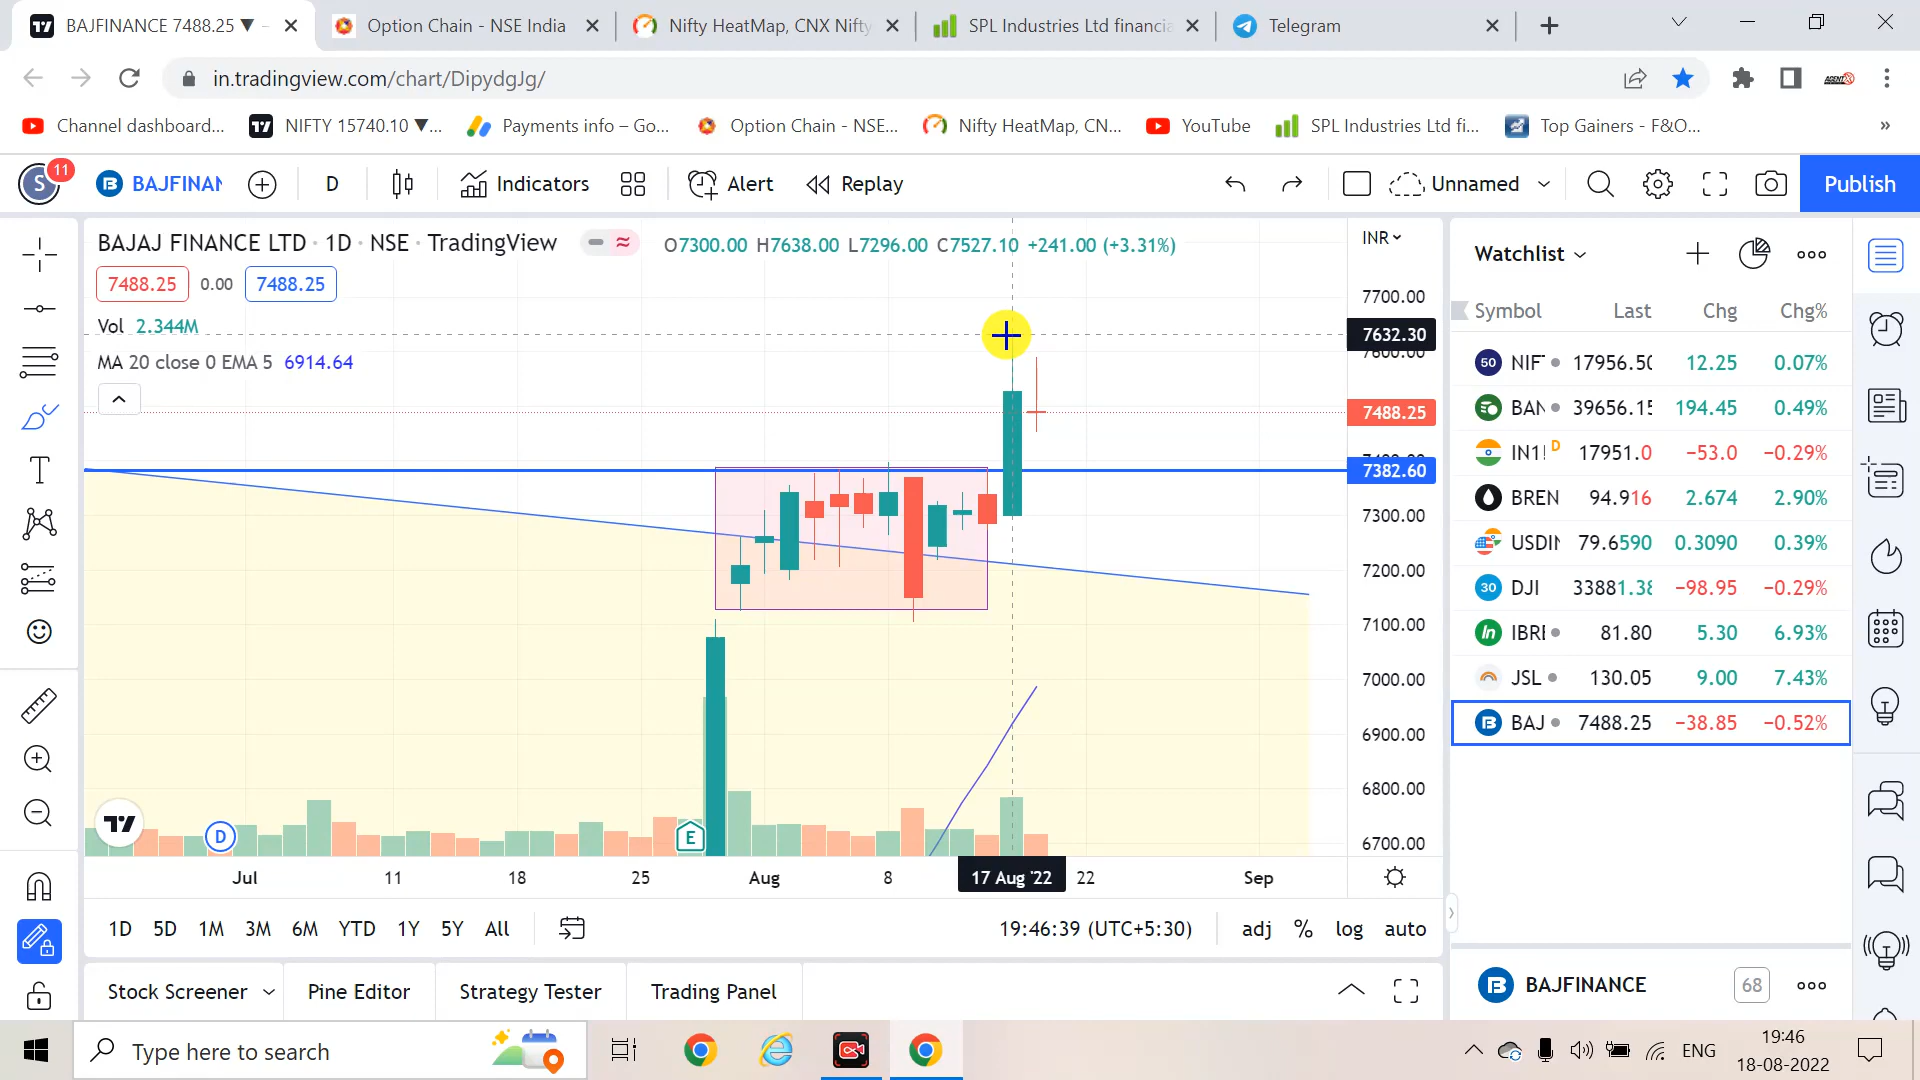 BAJFINANCE 7488.25 ▼ −
Option Chain - NSE India
Nifty HeatMap, CNX Nifty
SPL Industries Ltd financia
Telegram
in.tradingview.com/chart/DipydgJg/
Channel dashboard...
NIFTY 15740.10 ▼...
Payments info – Go...
Option Chain - NSE...
Nifty HeatMap, CN...
YouTube
SPL Industries Ltd fi...
Top Gainers - F&O...
»
S
11
BAJFINAN
D
Indicators
Alert
Replay
Unnamed
Publish
BAJAJ FINANCE LTD · 1D · NSE · TradingView
O7300.00 H7638.00 L7296.00 C7527.10 +241.00 (+3.31%)
INR
7488.25
0.00
7488.25
Vol 2.344M
MA 20 close 0 EMA 5 6914.64
7700.00
7632.30
7600.00
7488.25
7382.60
7300.00
7200.00
7100.00
7000.00
6900.00
6800.00
6700.00
D
E
Jul
11
18
25
Aug
8
17 Aug '22
22
Sep
1D
5D
1M
3M
6M
YTD
1Y
5Y
All
19:46:39 (UTC+5:30)
adj
%
log
auto
Stock Screener
Pine Editor
Strategy Tester
Trading Panel
Watchlist
Symbol Last Chg Chg%
50 NIF 17956.50 12.25 0.07%
BAN 39656.15 194.45 0.49%
IN1! D 17951.0 −53.0 −0.29%
BREN 94.916 2.674 2.90%
USDIN 79.6590 0.3090 0.39%
30 DJI 33881.38 −98.95 −0.29%
In IBRE 81.80 5.30 6.93%
JSL 130.05 9.00 7.43%
BAJ 7488.25 −38.85 −0.52%
BAJFINANCE
68
Type here to search
ENG
19:46
18-08-2022